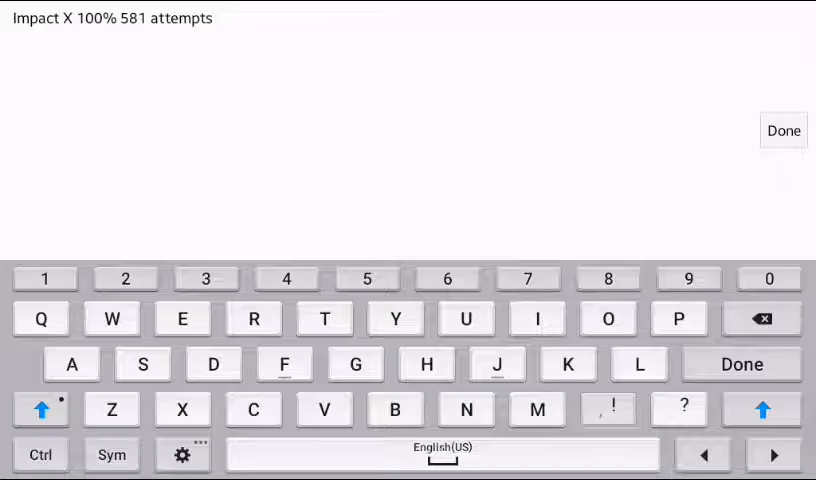 Impact X 100% 581 attempts
Done
1 2 3 4 5 6 7 8 9 0
Q W E R T Y U I O P
A S D F G H J K L Done
Z X C V B N M , ! ?
Ctrl Sym English(US)